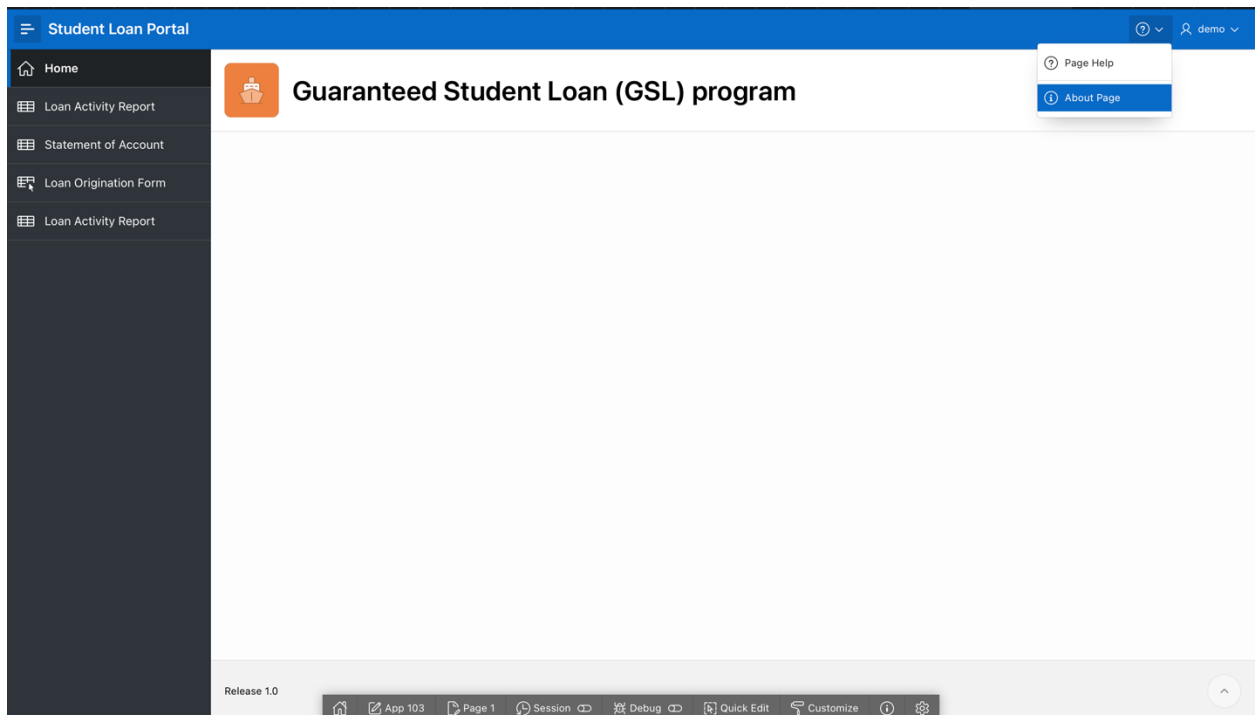 Student Loan Portal
demo
Home
Loan Activity Report
Statement of Account
Loan Origination Form
Loan Activity Report
Guaranteed Student Loan (GSL) program
Page Help
About Page
Release 1.0
App 103 Page 1 Session Debug Quick Edit Customize